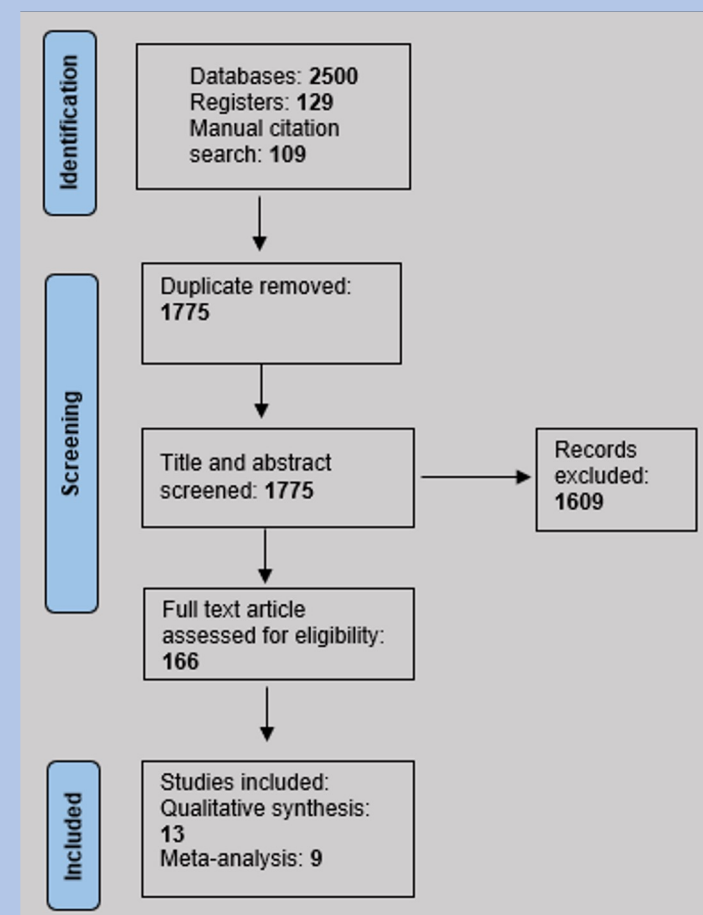 Identification
Databases: 2500
Registers: 129
Manual citation
search: 109
Screening
Duplicate removed:
1775
Title and abstract
screened: 1775
Records
excluded:
1609
Full text article
assessed for eligibility:
166
Included
Studies included:
Qualitative synthesis:
13
Meta-analysis: 9